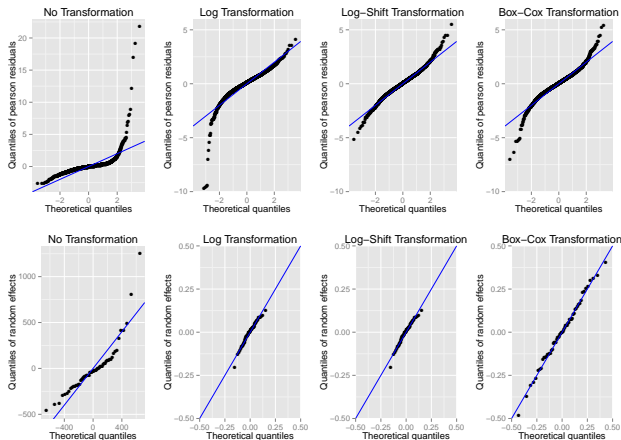 No Transformation
Log Transformation
Log−Shift Transformation
Box−Cox Transformation
Quantiles of pearson residuals
20
15
10
5
0
−2
0
2
Theoretical quantiles
Quantiles of pearson residuals
5
0
−5
−10
−2
0
2
Theoretical quantiles
Quantiles of pearson residuals
5
0
−5
−10
−2
0
2
Theoretical quantiles
Quantiles of pearson residuals
5
0
−5
−10
−2
0
2
Theoretical quantiles
No Transformation
Log Transformation
Log−Shift Transformation
Box−Cox Transformation
Quantiles of random effects
1000
500
0
−500
−400
0
400
Theoretical quantiles
Quantiles of random effects
0.50
0.25
0.00
−0.25
−0.50
−0.50
−0.25
0.00
0.25
0.50
Theoretical quantiles
Quantiles of random effects
0.50
0.25
0.00
−0.25
−0.50
−0.50
−0.25
0.00
0.25
0.50
Theoretical quantiles
Quantiles of random effects
0.50
0.25
0.00
−0.25
−0.50
−0.50
−0.25
0.00
0.25
0.50
Theoretical quantiles